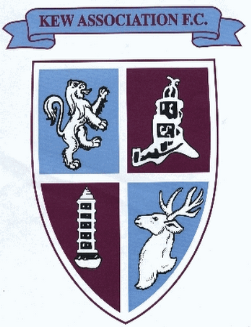 KEW ASSOCIATION F.C.